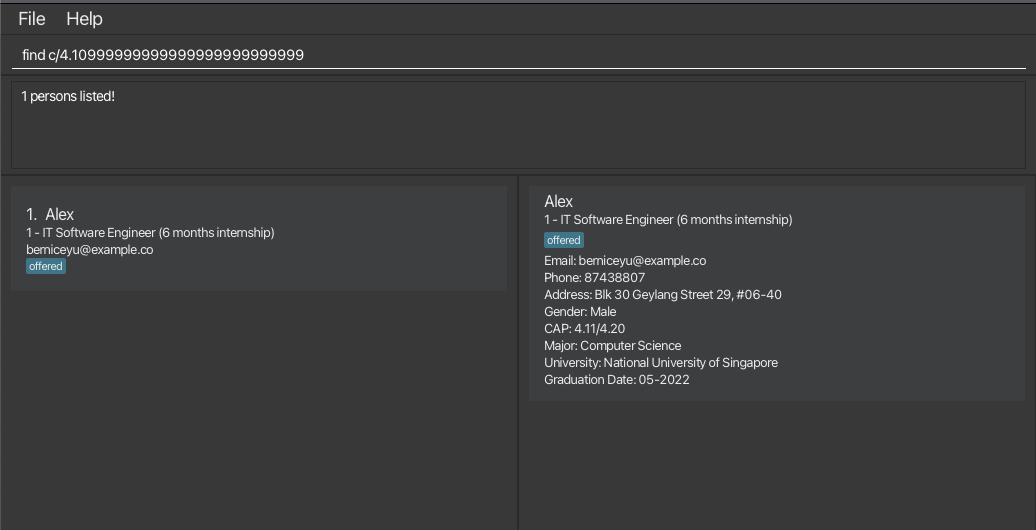 File Help
find c/4.10999999999999999999999999
1 persons listed!
1. Alex
1 - IT Software Engineer (6 months internship)
berniceyu@example.co
offered
Alex
1 - IT Software Engineer (6 months internship)
offered
Email: berniceyu@example.co
Phone: 87438807
Address: Blk 30 Geylang Street 29, #06-40
Gender: Male
CAP: 4.11/4.20
Major: Computer Science
University: National University of Singapore
Graduation Date: 05-2022